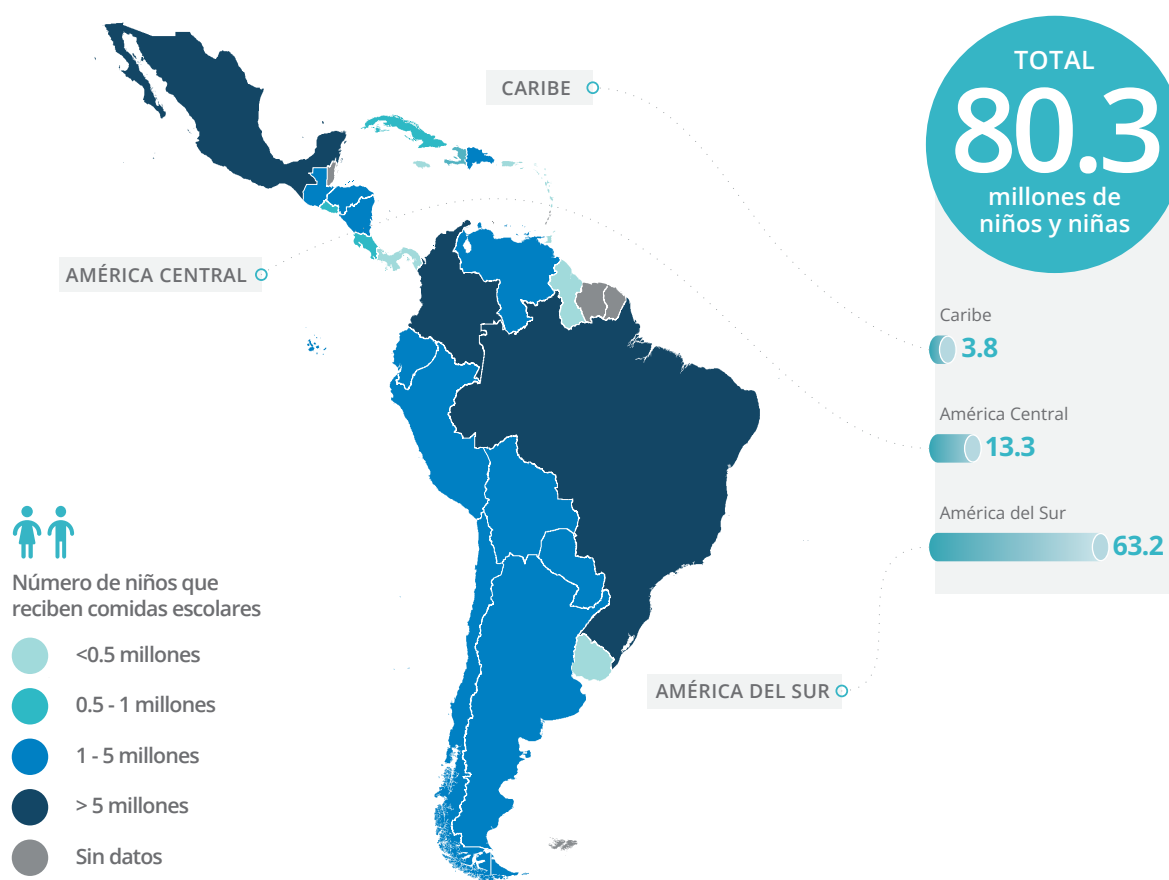 CARIBE
AMÉRICA CENTRAL
AMÉRICA DEL SUR
TOTAL
80.3
millones de
niños y niñas
Caribe
3.8
América Central
13.3
América del Sur
63.2
Número de niños que
reciben comidas escolares
<0.5 millones
0.5 - 1 millones
1 - 5 millones
> 5 millones
Sin datos